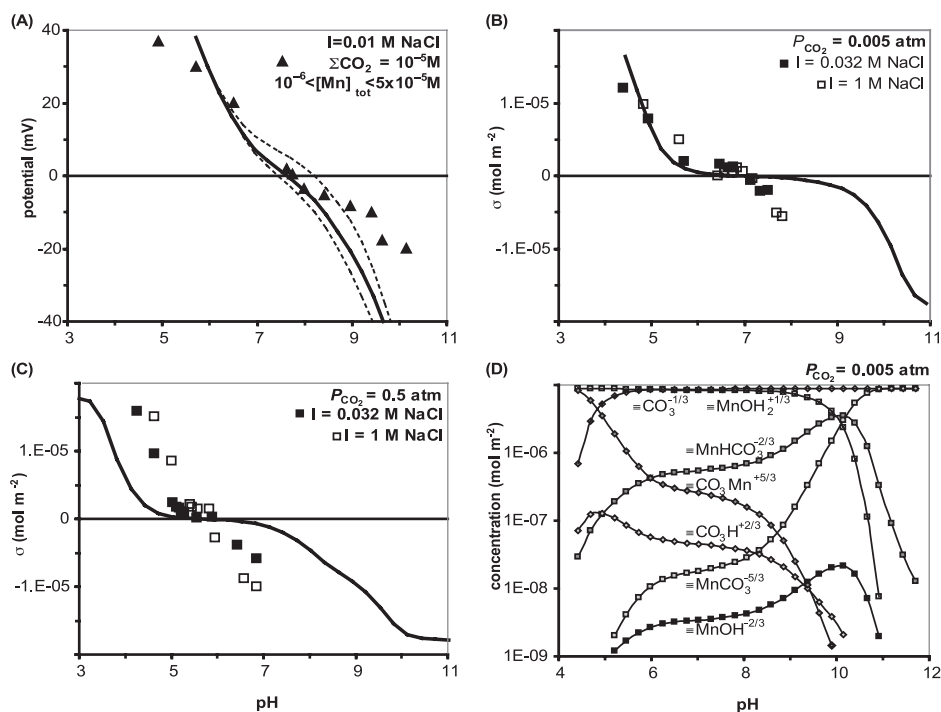 (A)
I=0.01 M NaCl
ΣCO2 = 10-5M
10-6<[Mn] tot<5x10-5M
potential (mV)
40
20
0
-20
-40
3
5
7
9
11
(B)
PCO2 = 0.005 atm
■ I = 0.032 M NaCl
□ I = 1 M NaCl
σ (mol m-2)
1.E-05
0
-1.E-05
3
5
7
9
11
(C)
PCO2 = 0.5 atm
■ I = 0.032 M NaCl
□ I = 1 M NaCl
σ (mol m-2)
1.E-05
0
-1.E-05
3
5
7
9
11
pH
(D)
PCO2 = 0.005 atm
≡CO3-1/3
≡MnOH2+1/3
≡MnHCO3-2/3
≡CO3Mn+5/3
≡CO3H+2/3
≡MnCO3-5/3
≡MnOH-2/3
concentration (mol m-2)
1E-06
1E-07
1E-08
1E-09
4
6
8
10
12
pH